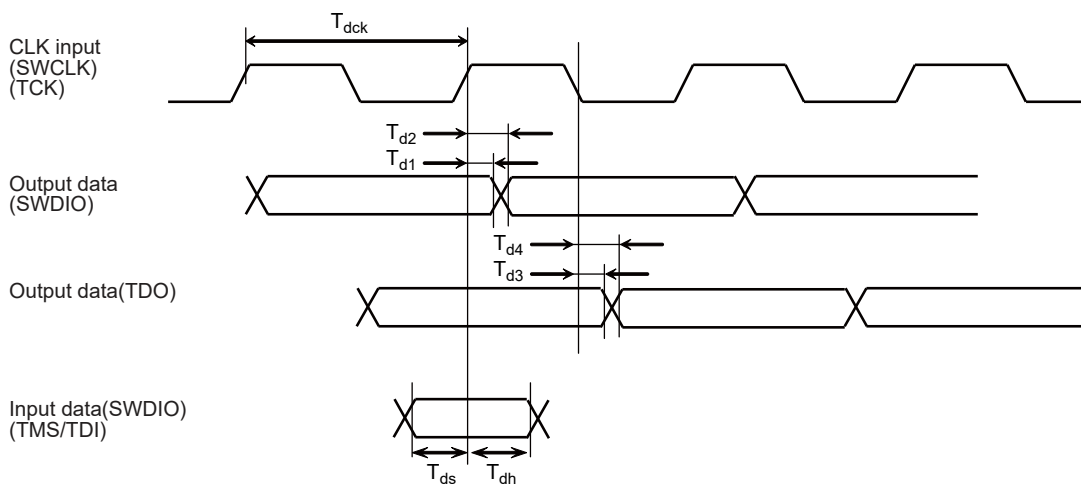 Tdck
CLK input
(SWCLK)
(TCK)
Td2
Td1
Output data
(SWDIO)
Td4
Td3
Output data(TDO)
Input data(SWDIO)
(TMS/TDI)
Tds
Tdh